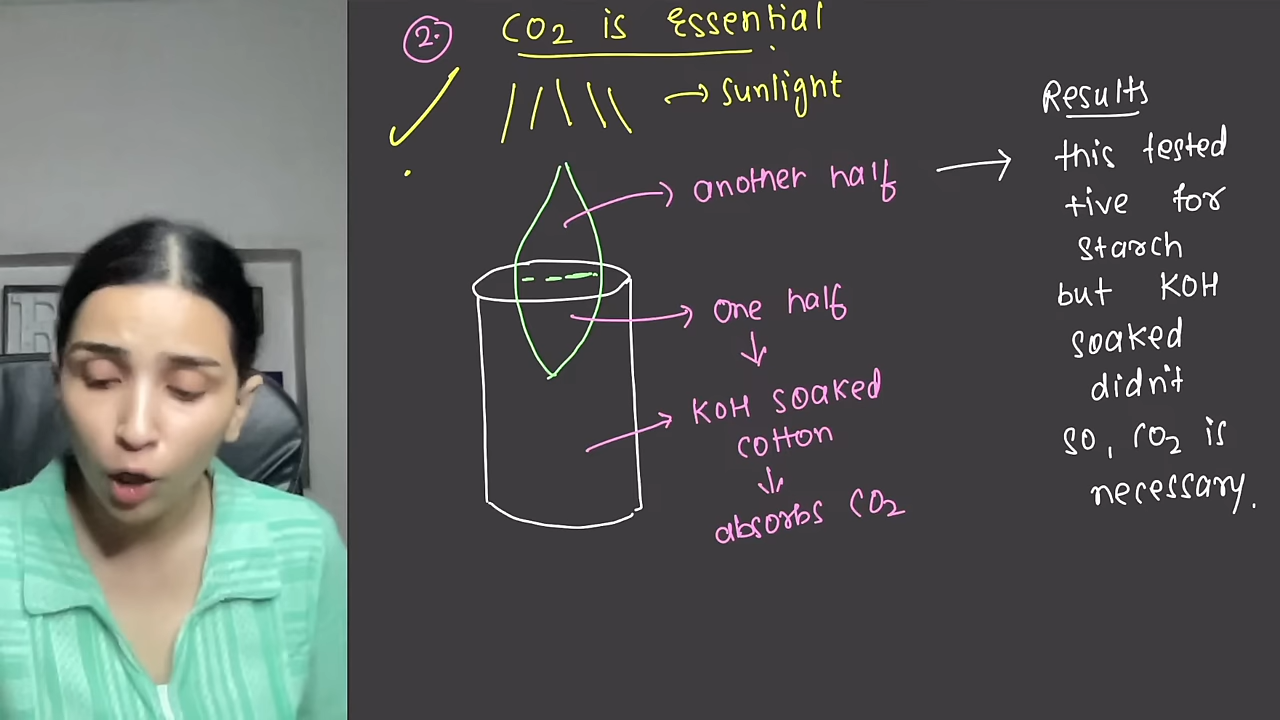 2.
CO2 is Essential
→ Sunlight
another half →
one half
↓
KOH soaked
cotton
↓
absorbs CO2
Results
this tested
+ive for
starch
but KOH
soaked
didn't
so, CO2 is
necessary.